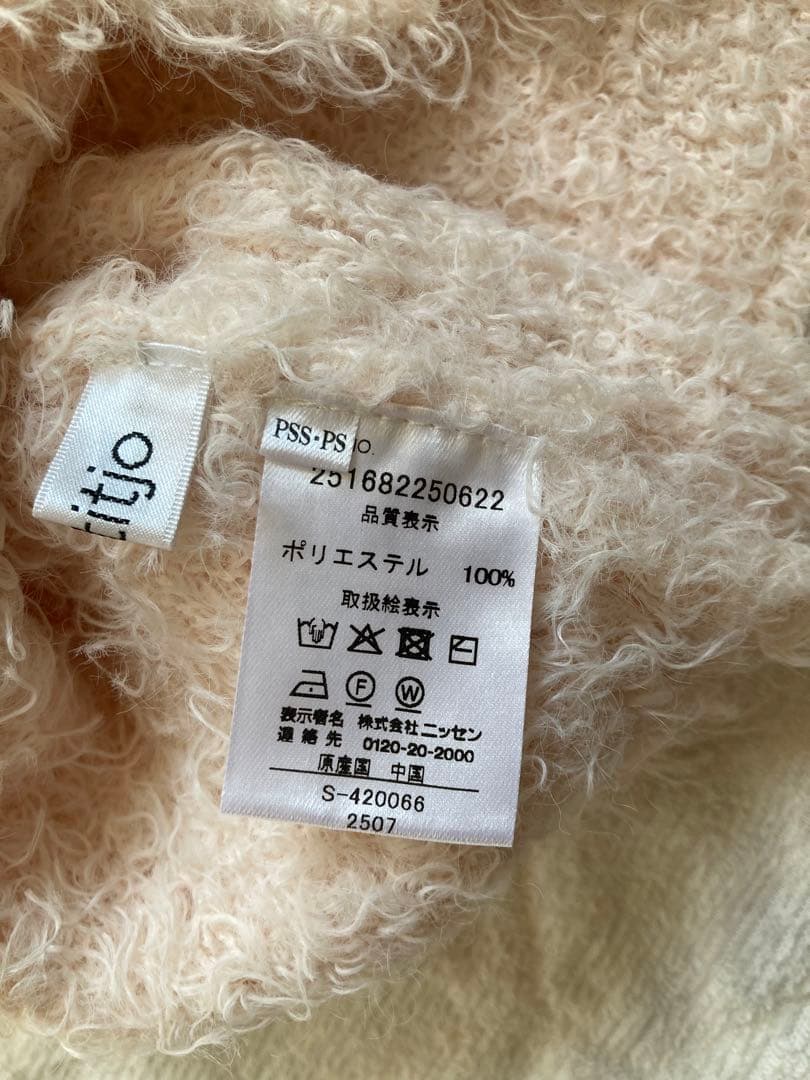 titjo
PSS・PS
O.
251682250622
品質表示
ポリエステル 100%
取扱絵表示
F W
表示者名 株式会社ニッセン
連絡先 0120-20-2000
原産国 中国
S-420066
2507